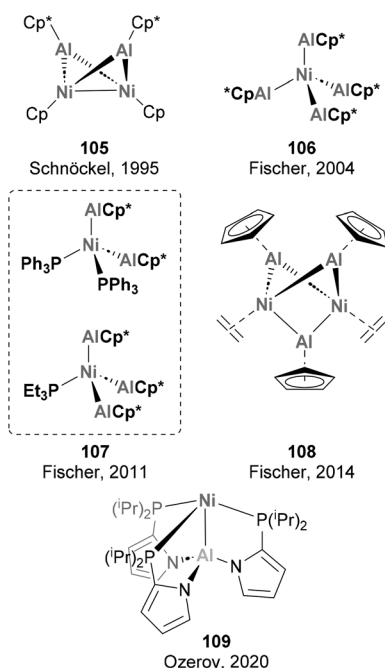 Cp* Cp*
Al Al
Ni Ni
Cp Cp
105
Schnöckel, 1995
AlCp*
Ni
*CpAl AlCp*
AlCp*
106
Fischer, 2004
AlCp*
Ni
Ph₃P AlCp*
PPh₃
AlCp*
Ni
Et₃P AlCp*
AlCp*
107
Fischer, 2011
Al Al
Ni Ni
Al
108
Fischer, 2014
(ⁱPr)₂P Ni P(ⁱPr)₂
(ⁱPr)₂P N Al N
N
109
Ozerov, 2020